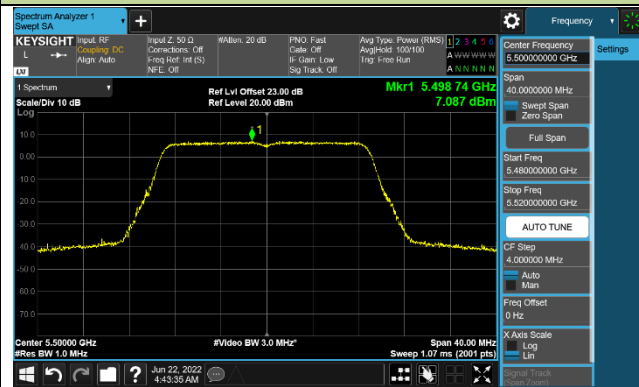 Spectrum Analyzer 1
Swept SA
Frequency
KEYSIGHT
L
LXI
Input: RF
Coupling: DC
Align: Auto
Input Z: 50 Ω
Corrections: Off
Freq Ref: Int (S)
NFE: Off
#Atten: 20 dB
PNO: Fast
Gate: Off
IF Gain: Low
Sig Track: Off
Avg Type: Power (RMS)
Avg|Hold: 100/100
Trig: Free Run
1 2 3 4 5 6
A W W W W W
A N N N N N
1 Spectrum
Scale/Div 10 dB
Log
Ref Lvl Offset 23.00 dB
Ref Level 20.00 dBm
Mkr1 5.498 74 GHz
7.087 dBm
1
10.0
0.00
-10.0
-20.0
-30.0
-40.0
-50.0
-60.0
-70.0
Center 5.50000 GHz
#Res BW 1.0 MHz
#Video BW 3.0 MHz*
Span 40.00 MHz
Sweep 1.07 ms (2001 pts)
Center Frequency
5.500000000 GHz
Settings
Span
40.0000000 MHz
Swept Span
Zero Span
Full Span
Start Freq
5.480000000 GHz
Stop Freq
5.520000000 GHz
AUTO TUNE
CF Step
4.000000 MHz
Auto
Man
Freq Offset
0 Hz
X Axis Scale
Log
Lin
Signal Track
(Span Zoom)
?
Jun 22, 2022
4:43:35 AM